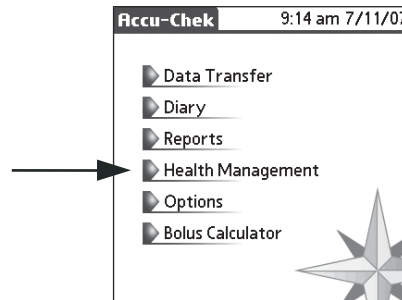 Accu-Chek 9:14 am 7/11/07
Data Transfer
Diary
Reports
Health Management
Options
Bolus Calculator